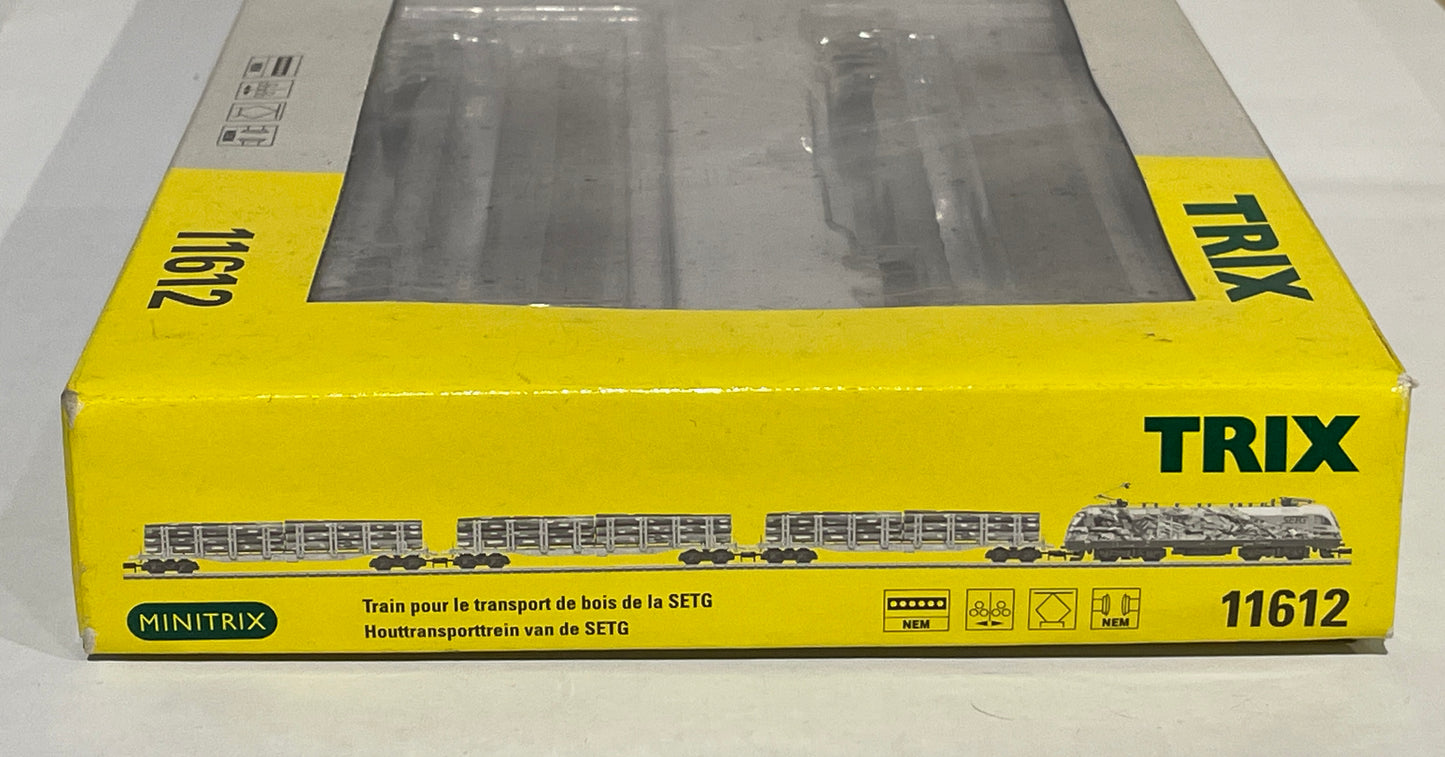 11612
TRIX
TRIX
SETG
MINITRIX
Train pour le transport de bois de la SETG
Houttransporttrein van de SETG
NEM
NEM
11612